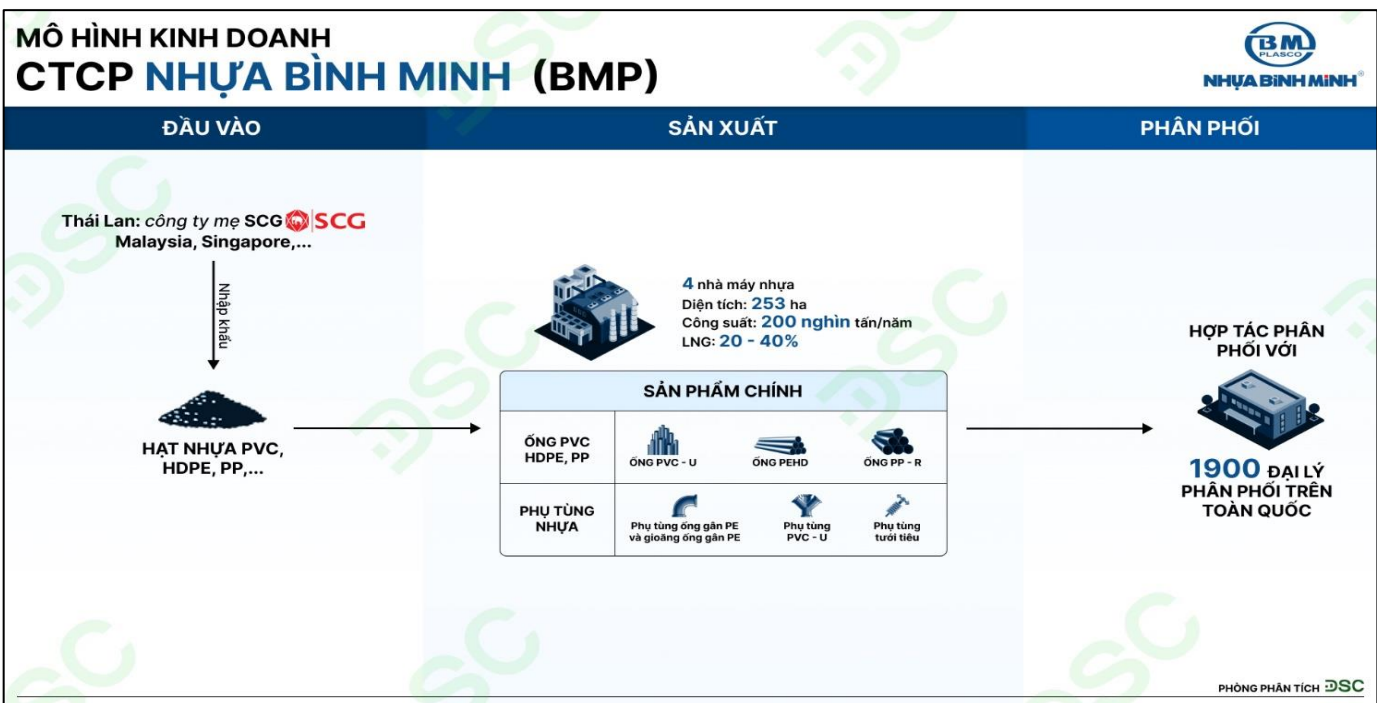 MÔ HÌNH KINH DOANH
CTCP NHỰA BÌNH MINH (BMP)
BM
PLASCO
NHỰA BÌNH MINH®
ĐẦU VÀO
SẢN XUẤT
PHÂN PHỐI
Thái Lan: công ty mẹ SCG SCG
Malaysia, Singapore,...
Nhập khẩu
HẠT NHỰA PVC,
HDPE, PP,...
4 nhà máy nhựa
Diện tích: 253 ha
Công suất: 200 nghìn tấn/năm
LNG: 20 - 40%
SẢN PHẨM CHÍNH
ỐNG PVC
HDPE, PP
ỐNG PVC - U
ỐNG PEHD
ỐNG PP - R
PHỤ TÙNG
NHỰA
Phụ tùng ống gân PE
và gioăng ống gân PE
Phụ tùng
PVC - U
Phụ tùng
tưới tiêu
HỢP TÁC PHÂN
PHỐI VỚI
1900 ĐẠI LÝ
PHÂN PHỐI TRÊN
TOÀN QUỐC
PHÒNG PHÂN TÍCH DSC